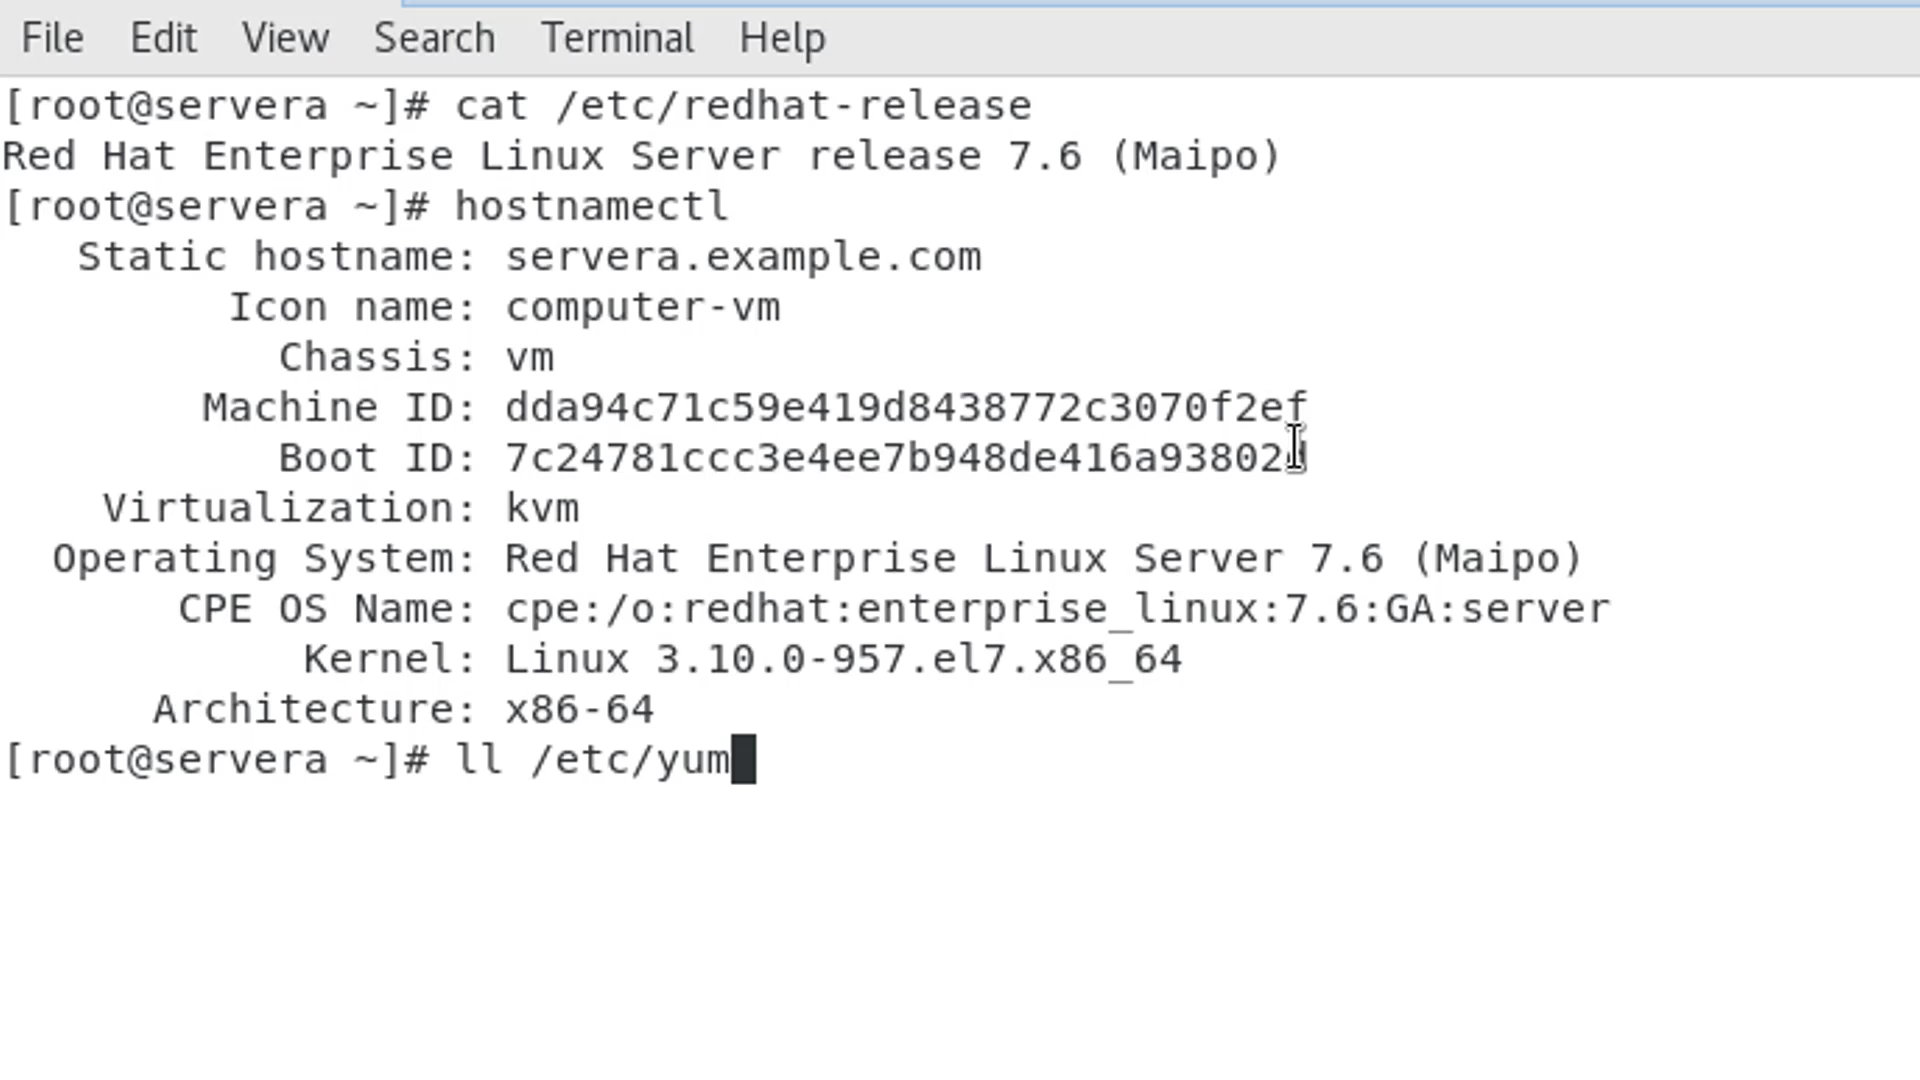 File Edit View Search Terminal Help
[root@servera ~]# cat /etc/redhat-release
Red Hat Enterprise Linux Server release 7.6 (Maipo)
[root@servera ~]# hostnamectl
   Static hostname: servera.example.com
         Icon name: computer-vm
           Chassis: vm
        Machine ID: dda94c71c59e419d8438772c3070f2ef
           Boot ID:
    Virtualization: kvm
  Operating System: Red Hat Enterprise Linux Server 7.6 (Maipo)
       CPE OS Name: cpe:/o:redhat:enterprise_linux:7.6:GA:server
            Kernel: Linux 3.10.0-957.el7.x86_64
      Architecture: x86-64
[root@servera ~]# ll /etc/yum